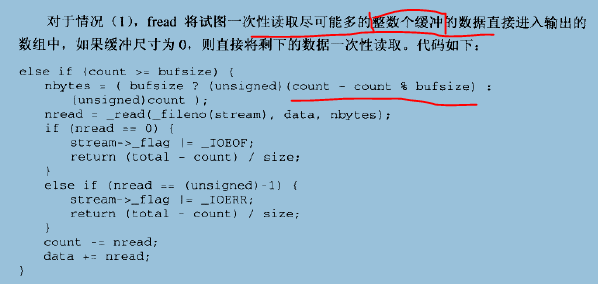 对于情况（1），fread 将试图一次性读取尽可能多的整数个缓冲的数据直接进入输出的
数组中，如果缓冲尺寸为 0，则直接将剩下的数据一次性读取。代码如下：
else if (count >= bufsize) {
nbytes = ( bufsize ? (unsigned)(count - count % bufsize) :
(unsigned)count );
nread = _read(_fileno(stream), data, nbytes);
if (nread == 0) {
stream->_flag |= _IOEOF;
return (total - count) / size;
}
else if (nread == (unsigned)-1) {
stream->_flag |= _IOERR;
return (total - count) / size;
}
count -= nread;
data += nread;
}